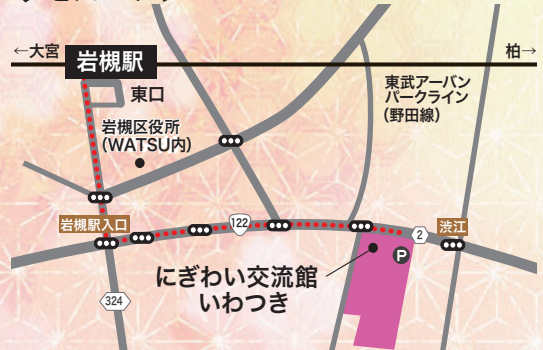 ←大宮
岩槻駅
柏→
東口
東武アーバン
パークライン
(野田線)
岩槻区役所
(WATSU内)
岩槻駅入口
122
2
渋江
P
にぎわい交流館
いわつき
324